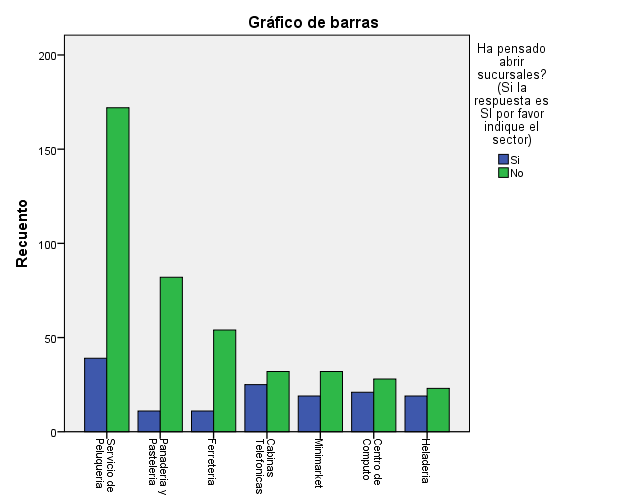 Gráfico de barras
Recuento
200
150
100
50
0
Servicio de
Peluqueria
Panaderia y
Pasteleria
Ferreteria
Cabinas
Telefonicas
Minimarket
Centro de
Computo
Heladeria
Ha pensado
abrir
sucursales?
(Si la
respuesta es
SI por favor
indique el
sector)
Si
No